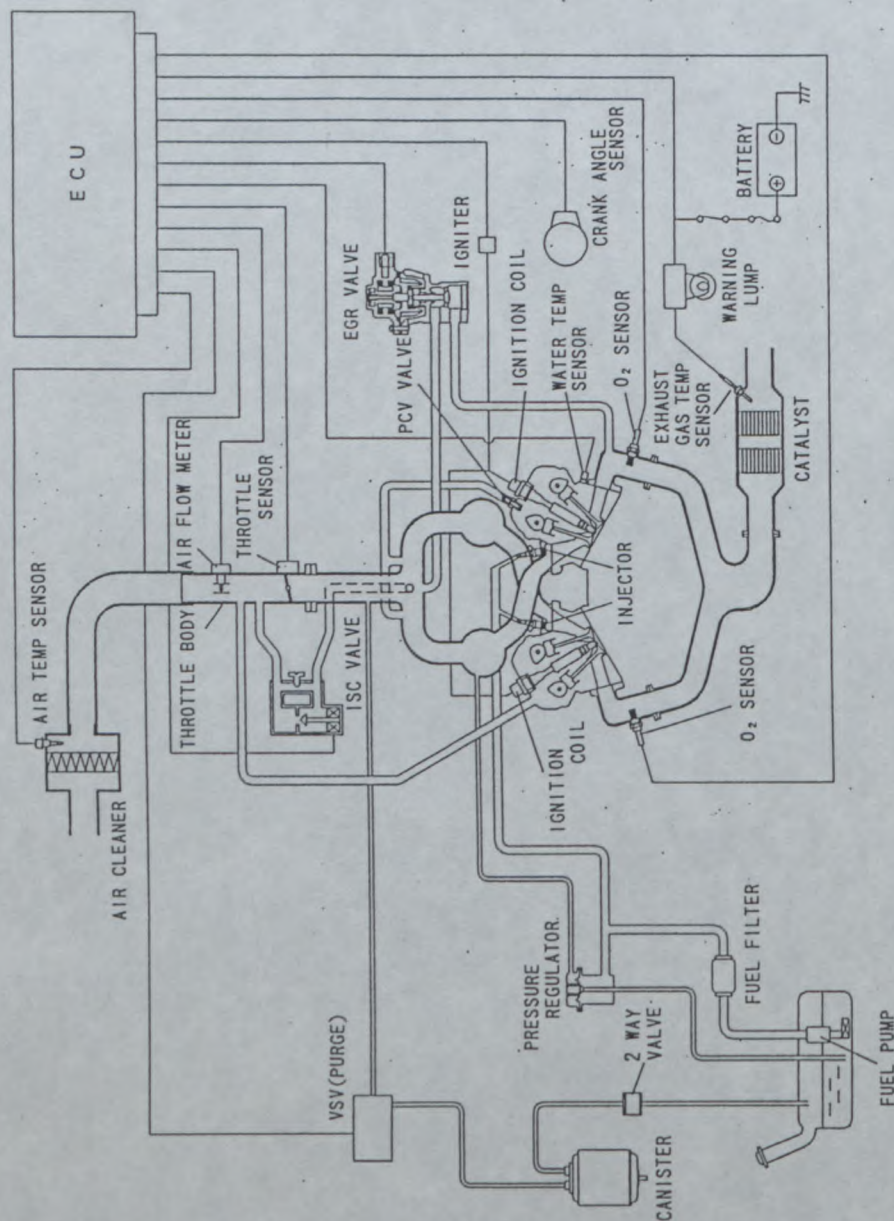 ECU
AIR TEMP SENSOR
AIR CLEANER
AIR FLOW METER
THROTTLE BODY
THROTTLE
SENSOR
ISC VALVE
EGR VALVE
PCV VALVE
IGNITER
IGNITION COIL
WATER TEMP
SENSOR
CRANK ANGLE
SENSOR
O₂ SENSOR
EXHAUST
GAS TEMP
SENSOR
WARNING
LUMP
BATTERY
+
−
CATALYST
INJECTOR
IGNITION
COIL
O₂ SENSOR
VSV(PURGE)
PRESSURE
REGULATOR
2 WAY
VALVE
CANISTER
FUEL FILTER
FUEL PUMP